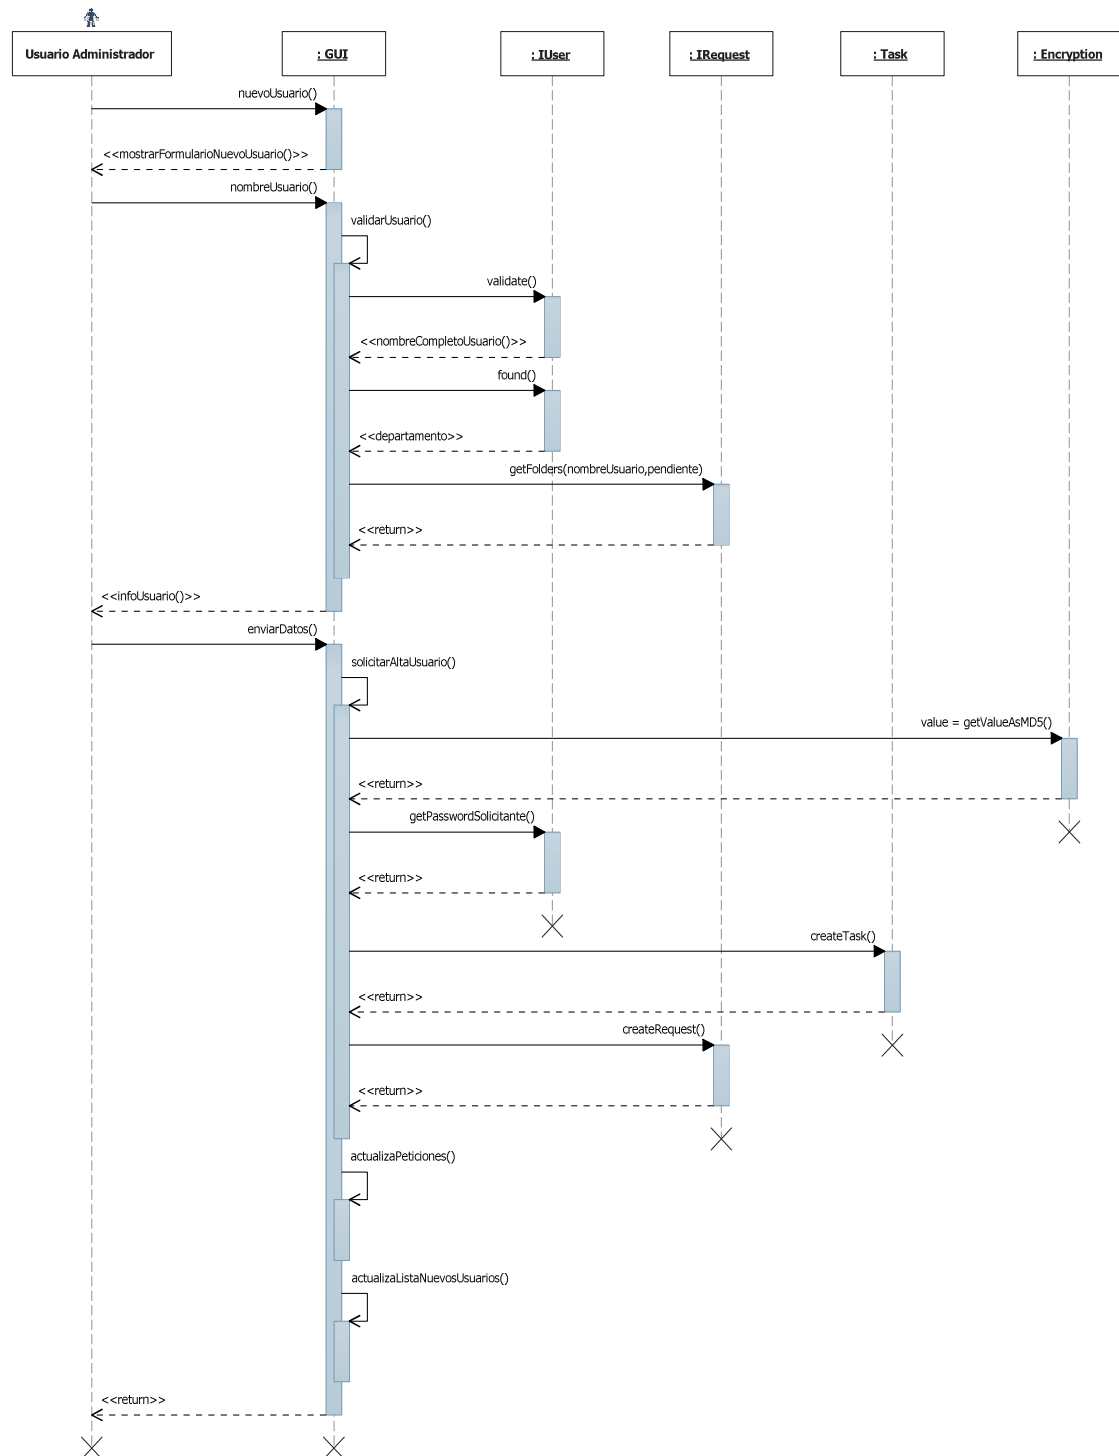 Usuario Administrador
: GUI
: IUser
: IRequest
: Task
: Encryption
nuevoUsuario()
<<mostrarFormularioNuevoUsuario()>>
nombreUsuario()
validarUsuario()
validate()
<<nombreCompletoUsuario()>>
found()
<<departamento>>
getFolders(nombreUsuario,pendiente)
<<return>>
<<infoUsuario()>>
enviarDatos()
solicitarAltaUsuario()
value = getValueAsMD5()
<<return>>
getPasswordSolicitante()
<<return>>
createTask()
<<return>>
createRequest()
<<return>>
actualizaPeticiones()
actualizaListaNuevosUsuarios()
<<return>>